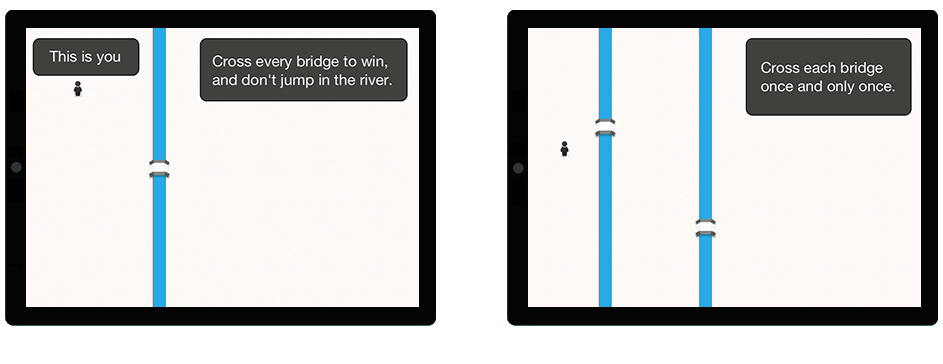 This is you
Cross every bridge to win,
and don't jump in the river.
Cross each bridge
once and only once.